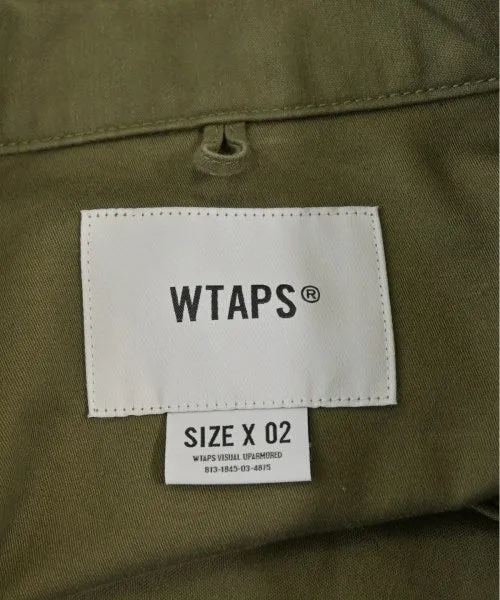 WTAPS®
SIZE X 02
WTAPS VISUAL UPARMORED
813-1845-03-4875